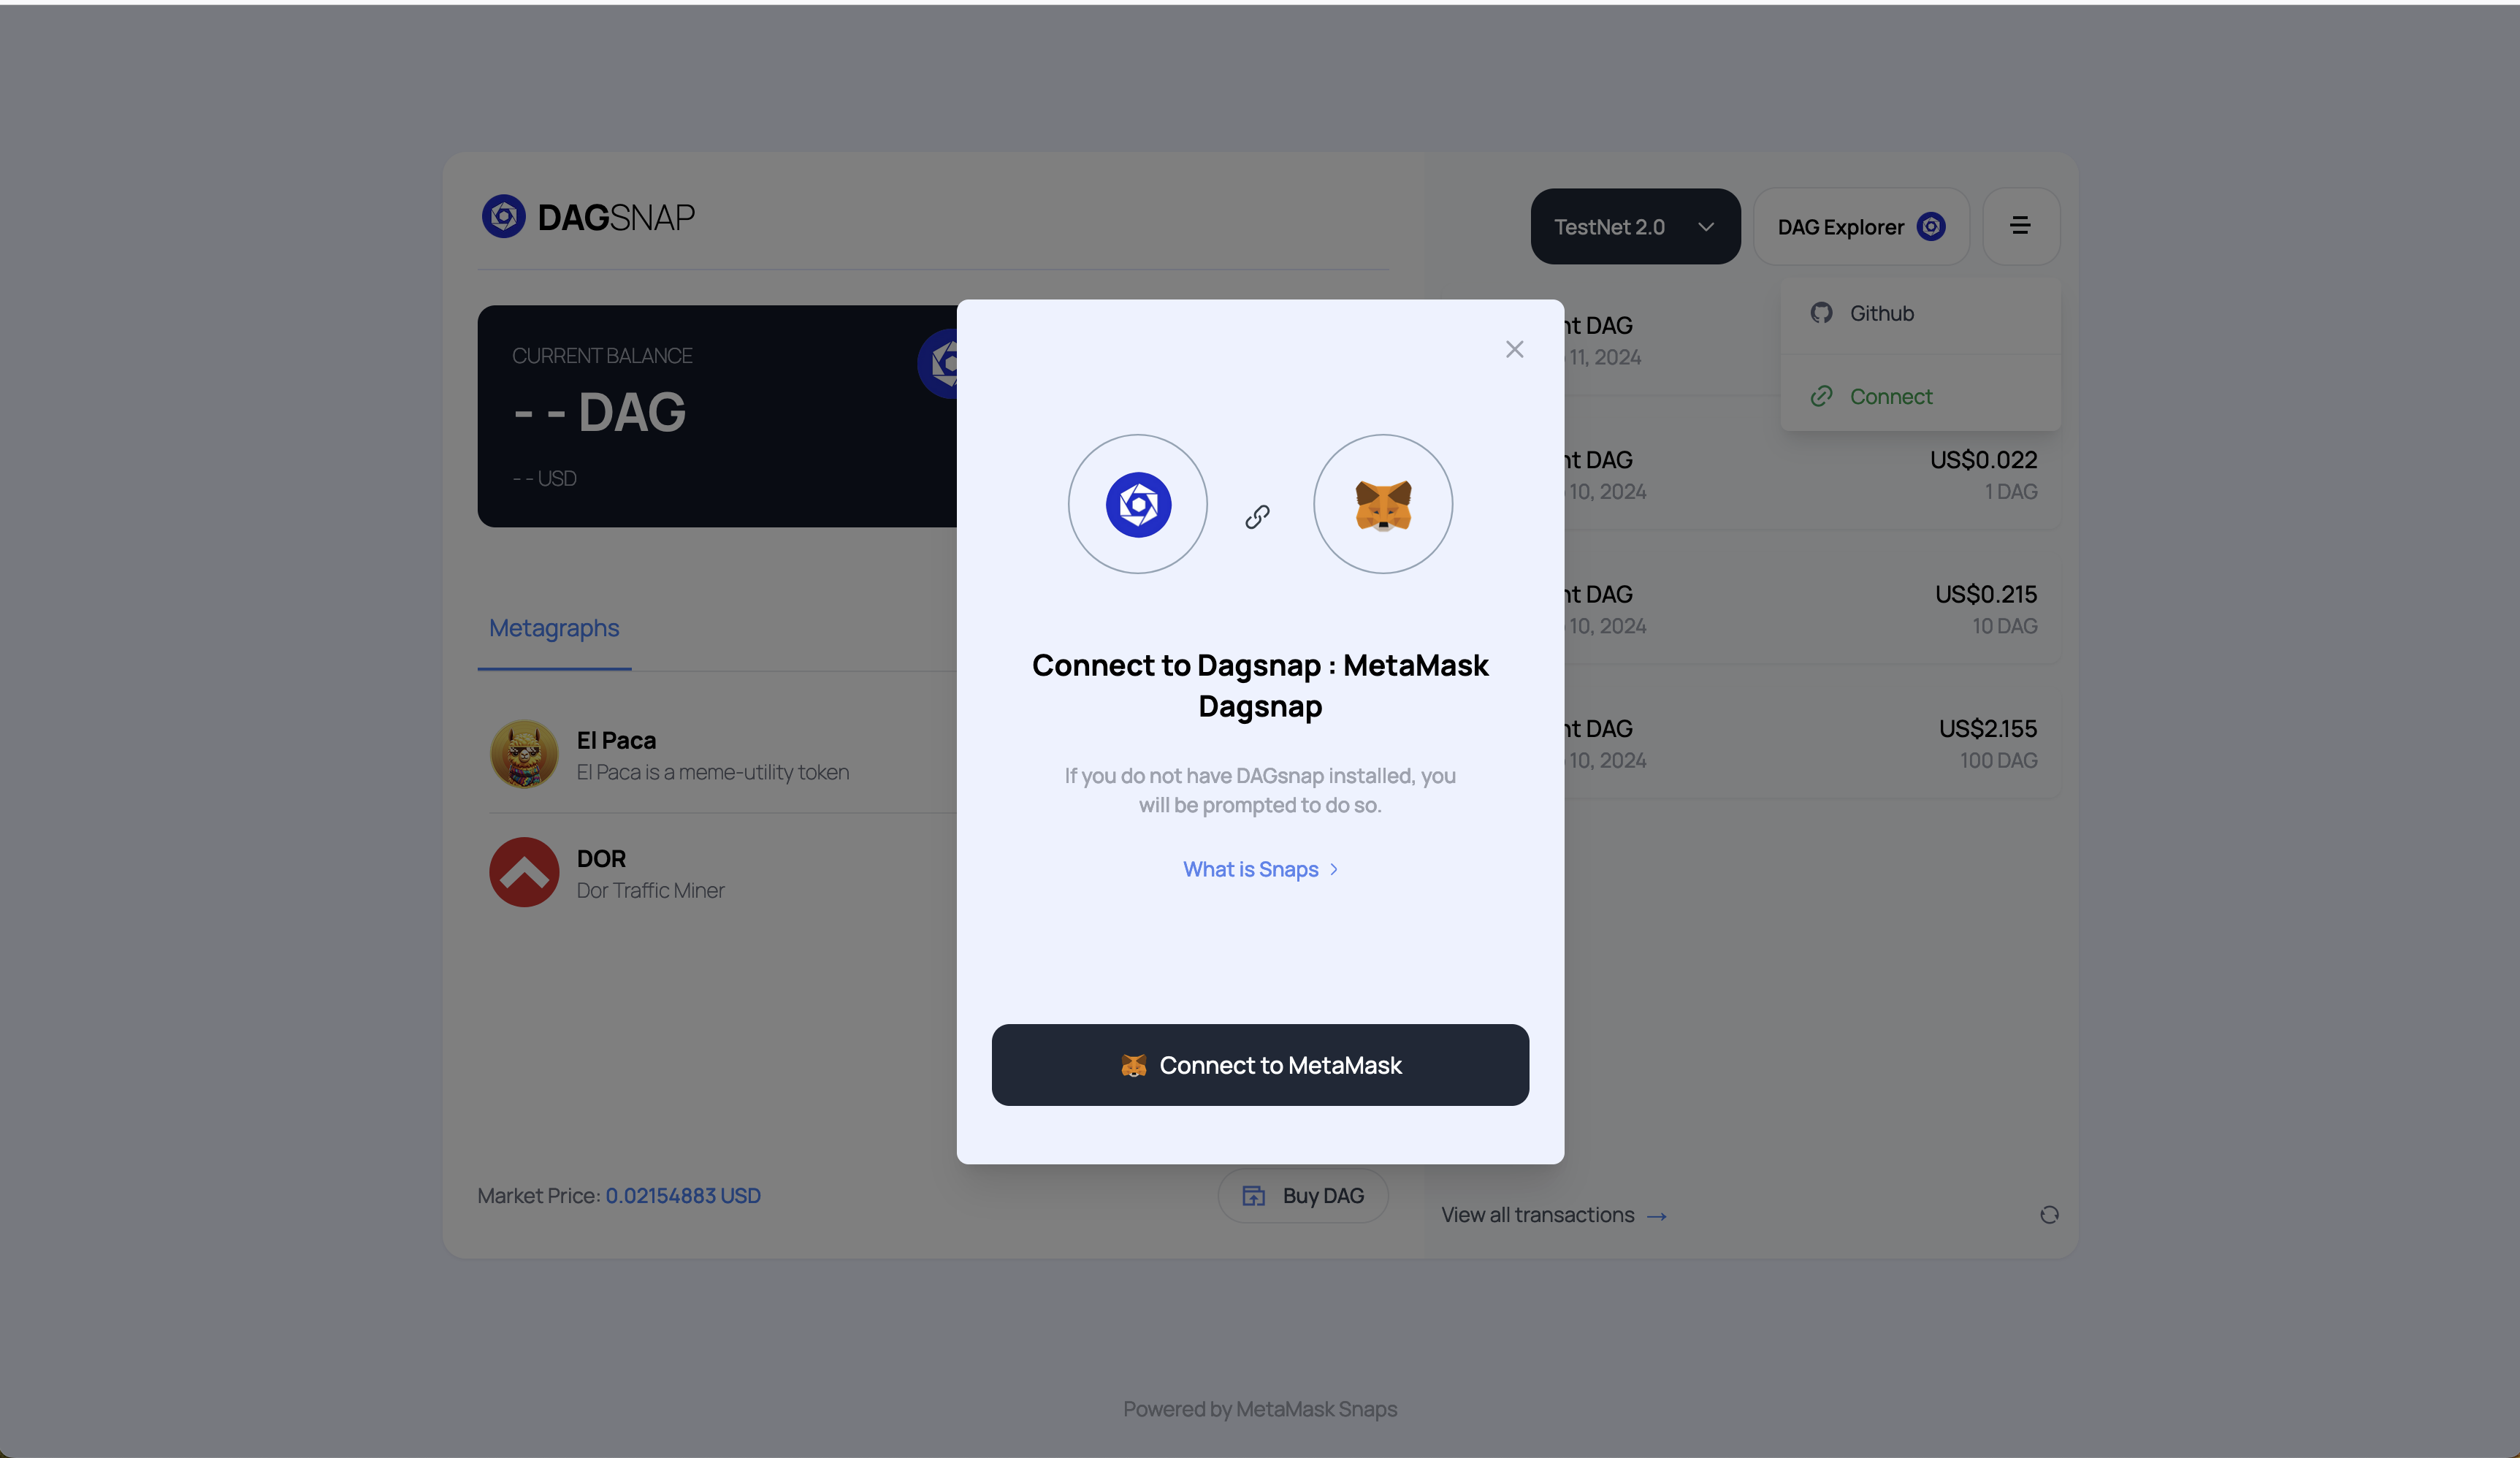 DAGSNAP
TestNet 2.0
DAG Explorer
Github
Connect
CURRENT BALANCE
- - DAG
- - USD
Metagraphs
El Paca
El Paca is a meme-utility token
DOR
Dor Traffic Miner
Market Price: 0.02154883 USD
Buy DAG
Connect to Dagsnap : MetaMask
Dagsnap
If you do not have DAGsnap installed, you
will be prompted to do so.
What is Snaps
Connect to MetaMask
DAG
11, 2024
DAG
US$0.022
10, 2024
1 DAG
DAG
US$0.215
10, 2024
10 DAG
DAG
US$2.155
10, 2024
100 DAG
View all transactions →
Powered by MetaMask Snaps